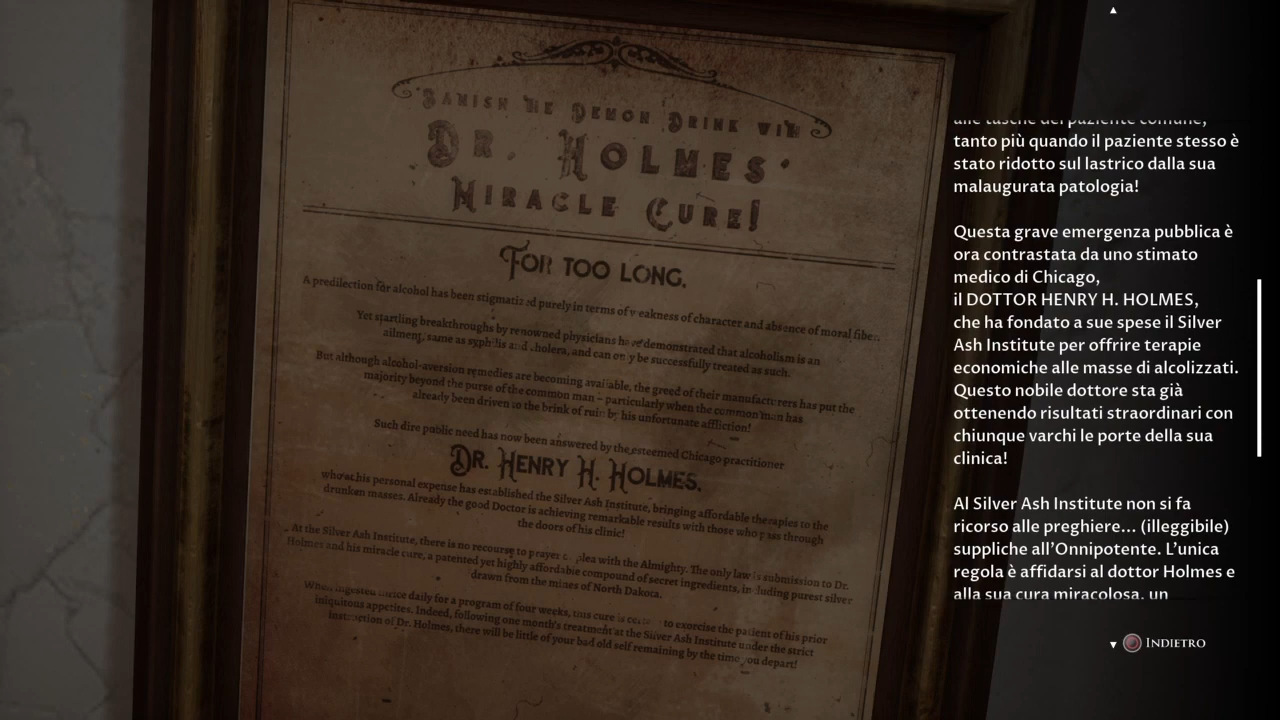 BANISH THE DEMON DRINK WITH
DR. HOLMES'
MIRACLE CURE!
FOR TOO LONG,
A predilection for alcohol has been stigmatized purely in terms of weakness of character and absence of moral fiber.
Yet startling breakthroughs by renowned physicians have demonstrated that alcoholism is an
ailment, same as syphilis and cholera, and can only be successfully treated as such.
But although alcohol-aversion remedies are becoming available, the greed of their manufacturers has put the
majority beyond the purse of the common man – particularly when the common man has
already been driven to the brink of ruin by his unfortunate affliction!
Such dire public need has now been answered by the esteemed Chicago practitioner
DR. HENRY H. HOLMES,
who at his personal expense has established the Silver Ash Institute, bringing affordable therapies to the
drunken masses. Already the good Doctor is achieving remarkable results with those who pass through
the doors of his clinic!
At the Silver Ash Institute, there is no recourse to prayer plea with the Almighty. The only law is submission to Dr.
Holmes and his miracle cure, a patented yet highly affordable compound of secret ingredients, including purest silver
drawn from the mines of North Dakota.
When ingested thrice daily for a program of four weeks, this cure is to exorcise the patient of his prior
iniquitous appetites. Indeed, following one month's treatment at the Silver Ash Institute under the strict
instruction of Dr. Holmes, there will be little of your bad old self remaining by the time you depart!
alle tasche del paziente comune,
tanto più quando il paziente stesso è
stato ridotto sul lastrico dalla sua
malaugurata patologia!
Questa grave emergenza pubblica è
ora contrastata da uno stimato
medico di Chicago,
il DOTTOR HENRY H. HOLMES,
che ha fondato a sue spese il Silver
Ash Institute per offrire terapie
economiche alle masse di alcolizzati.
Questo nobile dottore sta già
ottenendo risultati straordinari con
chiunque varchi le porte della sua
clinica!
Al Silver Ash Institute non si fa
ricorso alle preghiere... (illeggibile)
suppliche all'Onnipotente. L'unica
regola è affidarsi al dottor Holmes e
alla sua cura miracolosa, un
INDIETRO